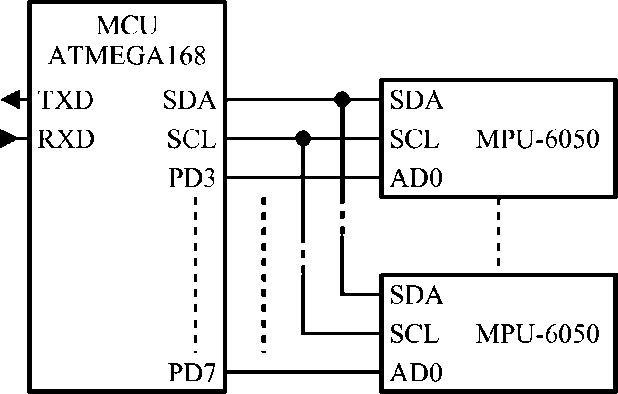 MCU
ATMEGA168
TXD SDA
RXD SCL
PD3
PD7
SDA
SCL MPU-6050
AD0
SDA
SCL MPU-6050
AD0